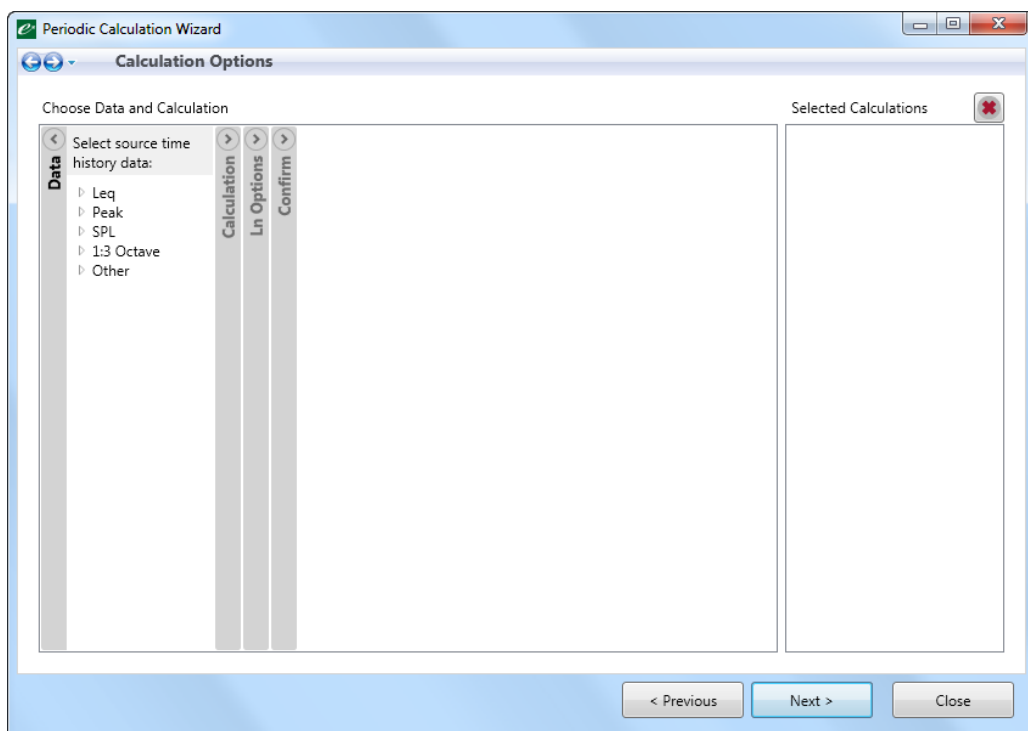 Periodic Calculation Wizard
Calculation Options
Choose Data and Calculation
Selected Calculations
Data
Select source time
history data:
Leq
Peak
SPL
1:3 Octave
Other
Calculation
Ln Options
Confirm
< Previous
Next >
Close